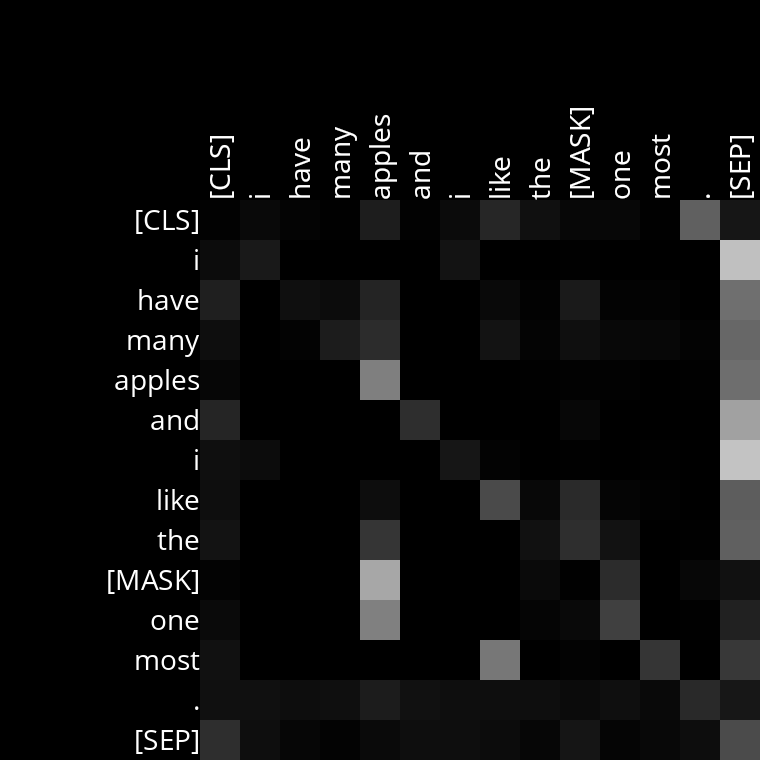 [CLS] i have many apples and i like the [MASK] one most . [SEP]
[CLS]
i
have
many
apples
and
i
like
the
[MASK]
one
most
.
[SEP]